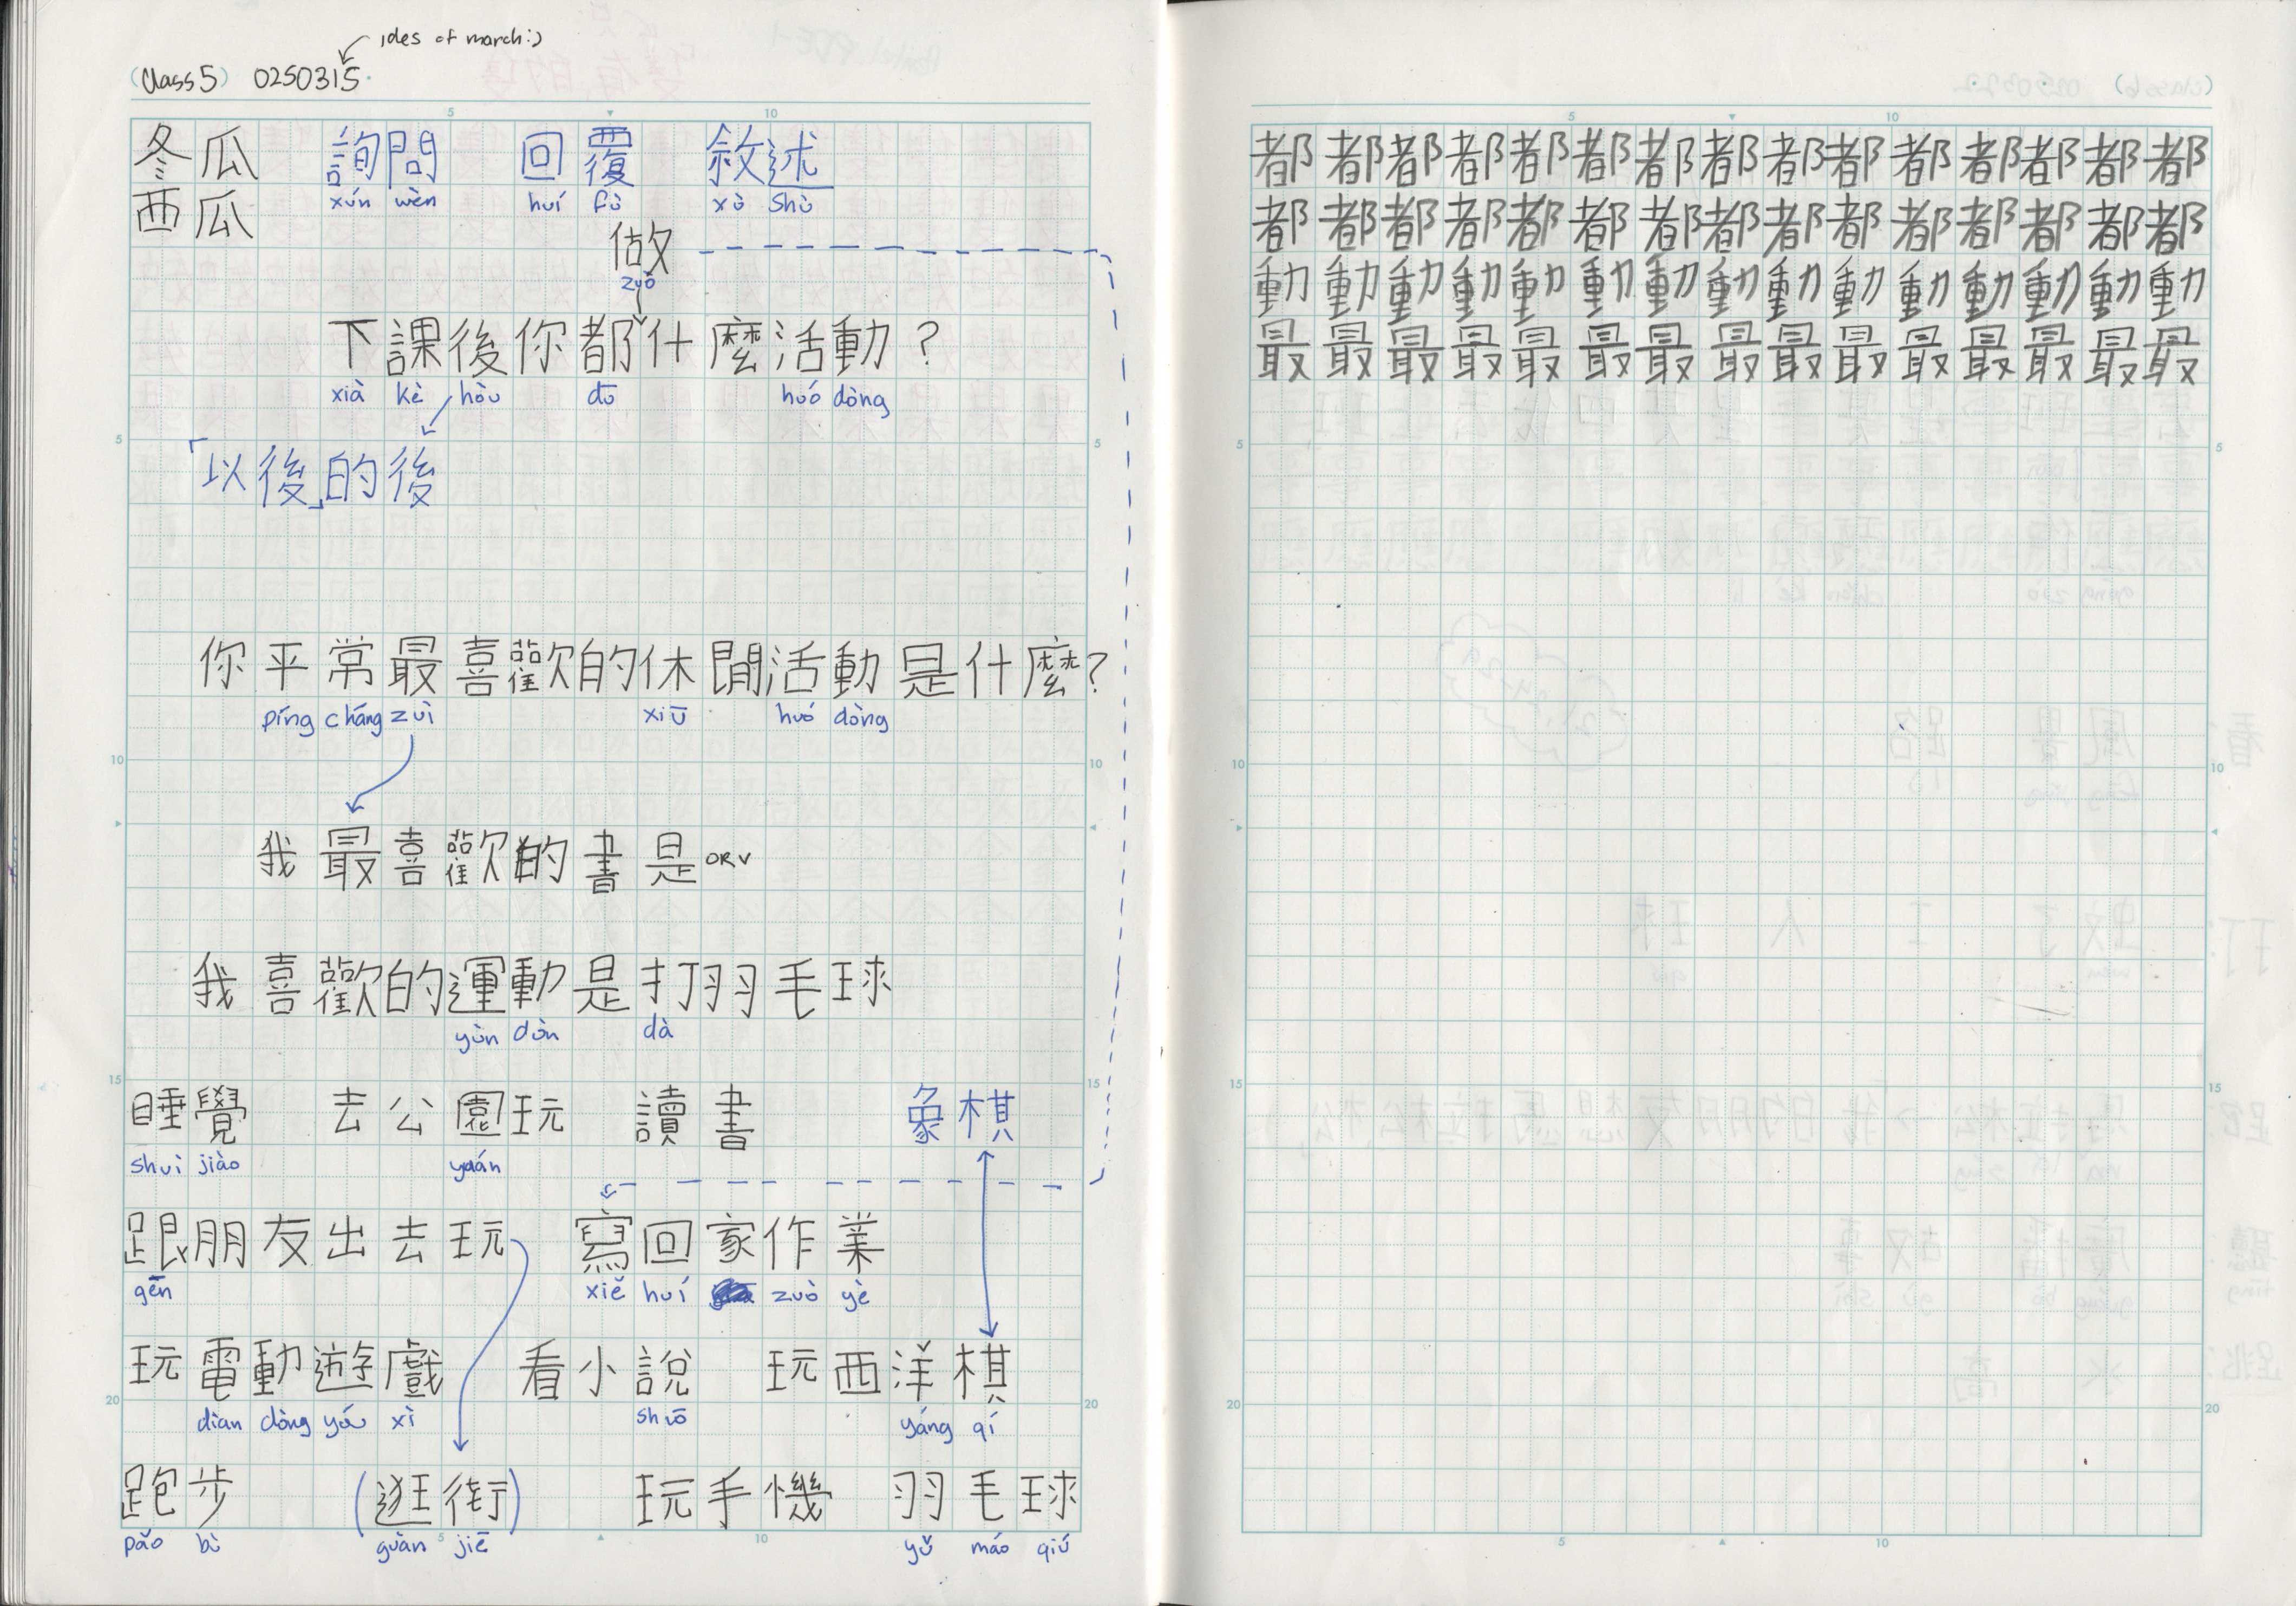 ides of march:)
(Class 5) 0250315
冬瓜 詢問 回覆 敘述
xún wèn huí fù xù shù
西瓜
做
zuò
下課後你都什麼活動?
xià kè hòu dō huó dòng
「以後」的後
你平常最喜歡的休閒活動是什麼?
píng cháng zuì xiū huó dòng
我最喜歡的書是ORV
我喜歡的運動是打羽毛球
yùn dòn dà
睡覺 去公園玩 讀書 象棋
shuì jiào yuán
跟朋友出去玩 寫回家作業
gēn xiě huí zuò yè
玩電動遊戲 看小說 玩西洋棋
dian dòng yóu xì shuō yáng qí
跑步 (逛街) 玩手機 羽毛球
pǎo bù guàn jiē yǔ máo qiú
都都都都都都都都都都都都都都都
都都都都都都都都都都都都都都都
動動動動動動動動動動動動動動動
最最最最最最最最最最最最最最最